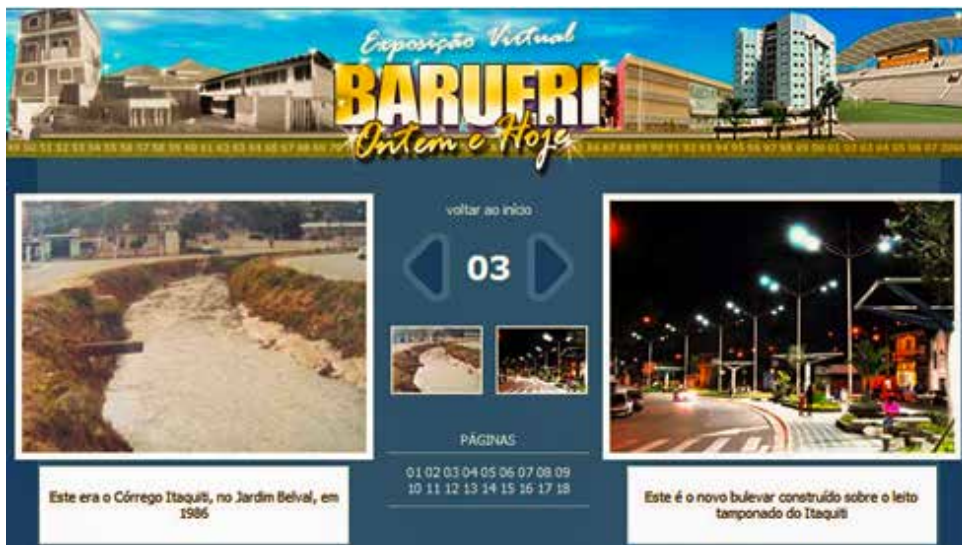 Exposição Virtual
BARUERI
Ontem e Hoje
voltar ao início
03
PÁGINAS
01 02 03 04 05 06 07 08 09
10 11 12 13 14 15 16 17 18
Este era o Córrego Itaquiti, no Jardim Belval, em
1986
Este é o novo bulevar construído sobre o leito
tamponado do Itaquiti